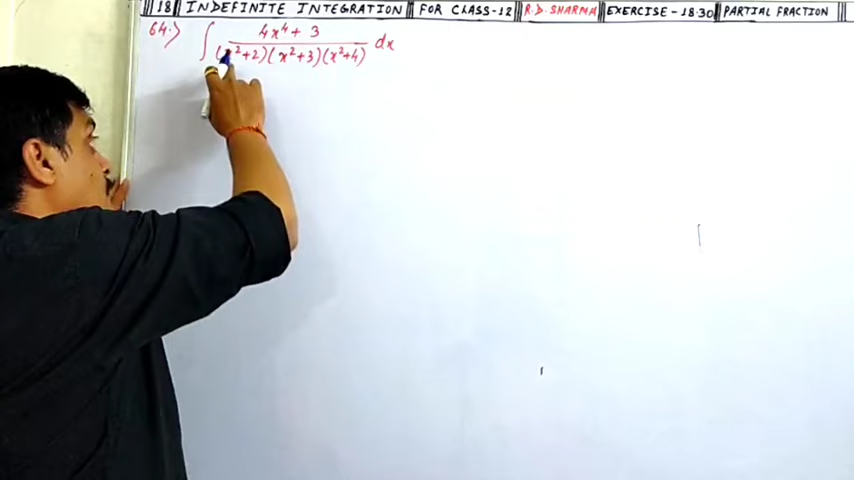 18 INDEFINITE INTEGRATION FOR CLASS-12 R.D. SHARMA EXERCISE-18.30 PARTIAL FRACTION
64.> ∫ (4x⁴ + 3) / ((x²+2)(x²+3)(x²+4)) dx